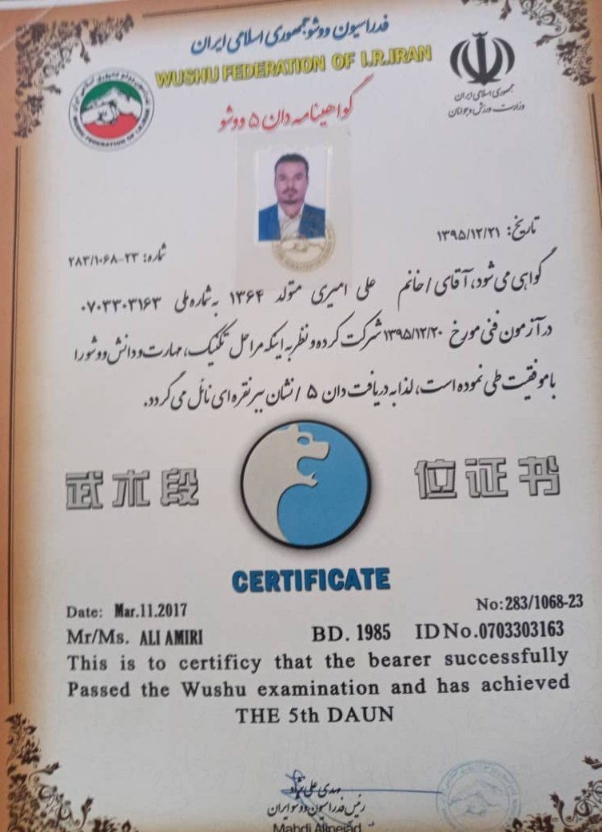 فدراسیون ووشو جمهوری اسلامی ایران
WUSHU FEDERATION OF I.R.IRAN
جمهوری اسلامی ایران
وزارت ورزش و جوانان
گواهینامه دان ۵ ووشو
تاریخ: ۱۳۹۵/۱۲/۲۱
شماره: ۲۳-۲۸۳/۱۰۶۸
گواهی می شود، آقای / خانم علی امیری متولد ۱۳۶۴ به شماره ملی ۰۷۰۳۳۰۳۱۶۳
در آزمون فنی مورخ ۱۳۹۵/۱۲/۲۰ شرکت کرده و نظر به اینکه مراحل تکنیک، مهارت و دانش ووشو را
با موفقیت طی نموده است، لذا به دریافت دان ۵ / نشان ببر نقره ای نائل می گردد.
武术段 位证书
CERTIFICATE
Date: Mar.11.2017 No:283/1068-23
Mr/Ms. ALI AMIRI BD. 1985 IDNo.0703303163
This is to certificy that the bearer successfully
Passed the Wushu examination and has achieved
THE 5th DAUN
مهدی علی نژاد
رئیس فدراسیون ووشو ایران
Mahdi Alinejad